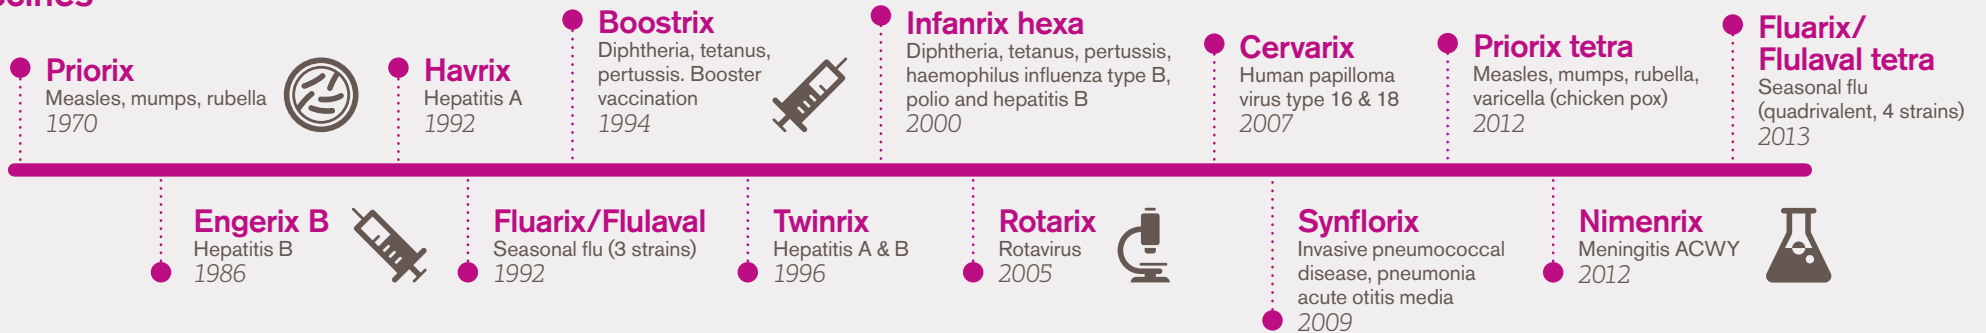 Priorix
Measles, mumps, rubella
1970
Havrix
Hepatitis A
1992
Boostrix
Diphtheria, tetanus,
pertussis. Booster
vaccination
1994
Infanrix hexa
Diphtheria, tetanus, pertussis,
haemophilus influenza type B,
polio and hepatitis B
2000
Cervarix
Human papilloma
virus type 16 & 18
2007
Priorix tetra
Measles, mumps, rubella,
varicella (chicken pox)
2012
Fluarix/
Flulaval tetra
Seasonal flu
(quadrivalent, 4 strains)
2013
Engerix B
Hepatitis B
1986
Fluarix/Flulaval
Seasonal flu (3 strains)
1992
Twinrix
Hepatitis A & B
1996
Rotarix
Rotavirus
2005
Synflorix
Invasive pneumococcal
disease, pneumonia
acute otitis media
2009
Nimenrix
Meningitis ACWY
2012